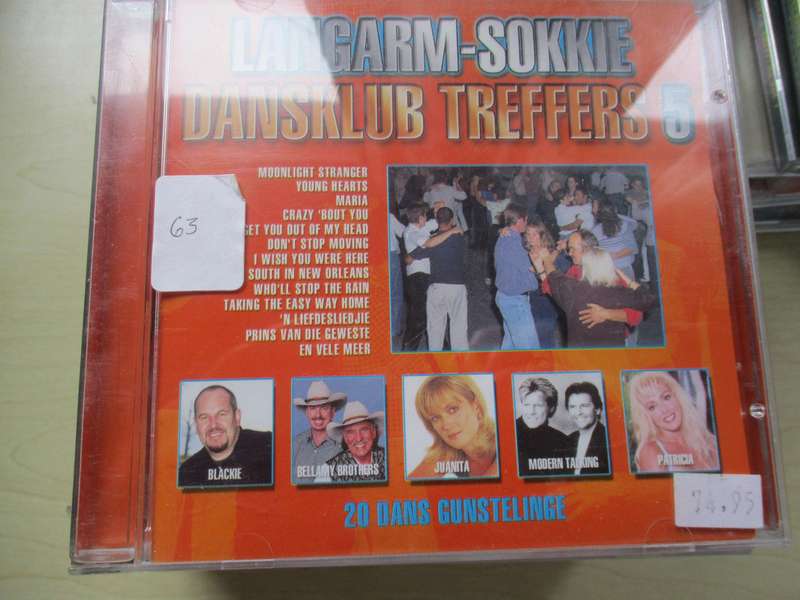 LANGARM-SOKKIE
DANSKLUB TREFFERS 5
MOONLIGHT STRANGER
YOUNG HEARTS
MARIA
CRAZY 'BOUT YOU
GET YOU OUT OF MY HEAD
DON'T STOP MOVING
I WISH YOU WERE HERE
SOUTH IN NEW ORLEANS
WHO'LL STOP THE RAIN
TAKING THE EASY WAY HOME
'N LIEFDESLIEDJIE
PRINS VAN DIE GEWESTE
EN VELE MEER
63
BLACKIE
BELLAMY BROTHERS
JUANITA
MODERN TALKING
PATRICIA
74.95
20 DANS GUNSTELINGE